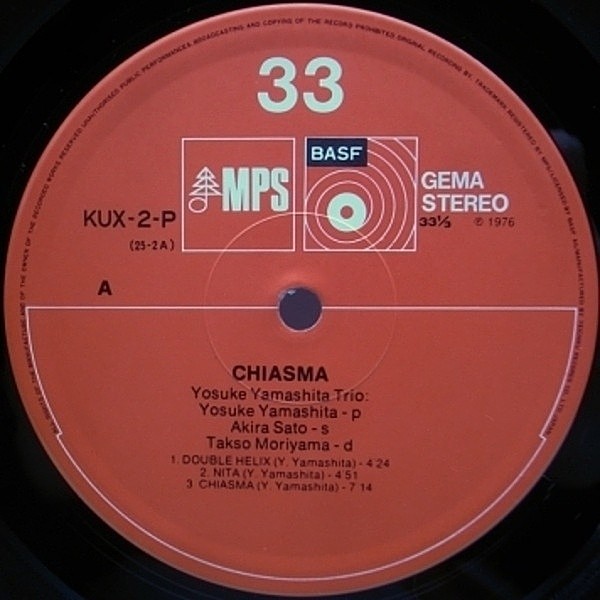 33
MPS
BASF
GEMA
STEREO
33⅓ ℗ 1976
KUX-2-P
(25-2A)
A
CHIASMA
Yosuke Yamashita Trio:
Yosuke Yamashita - p
Akira Sato - s
Takso Moriyama - d
1. DOUBLE HELIX (Y. Yamashita) - 4'24
2. NITA (Y. Yamashita) - 4'51
3 CHIASMA (Y. Yamashita) - 7'14